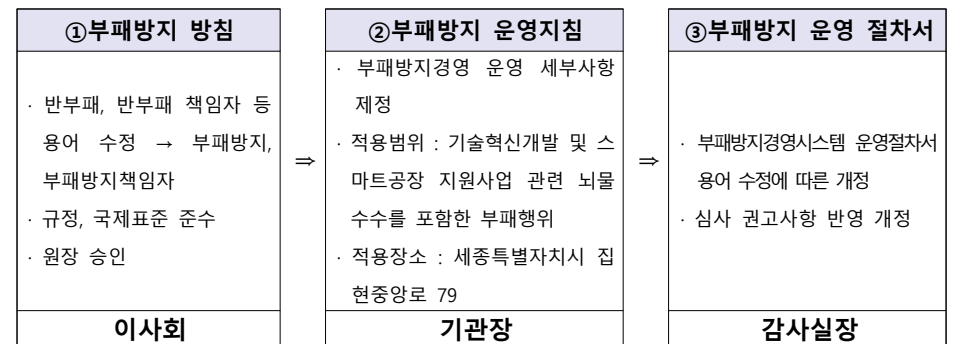 ①부패방지 방침
· 반부패, 반부패 책임자 등
용어 수정 → 부패방지,
부패방지책임자
· 규정, 국제표준 준수
· 원장 승인
이사회
⇒
②부패방지 운영지침
· 부패방지경영 운영 세부사항
제정
· 적용범위 : 기술혁신개발 및 스
마트공장 지원사업 관련 뇌물
수수를 포함한 부패행위
· 적용장소 : 세종특별자치시 집
현중앙로 79
기관장
⇒
③부패방지 운영 절차서
· 부패방지경영시스템 운영절차서
용어 수정에 따른 개정
· 심사 권고사항 반영 개정
감사실장